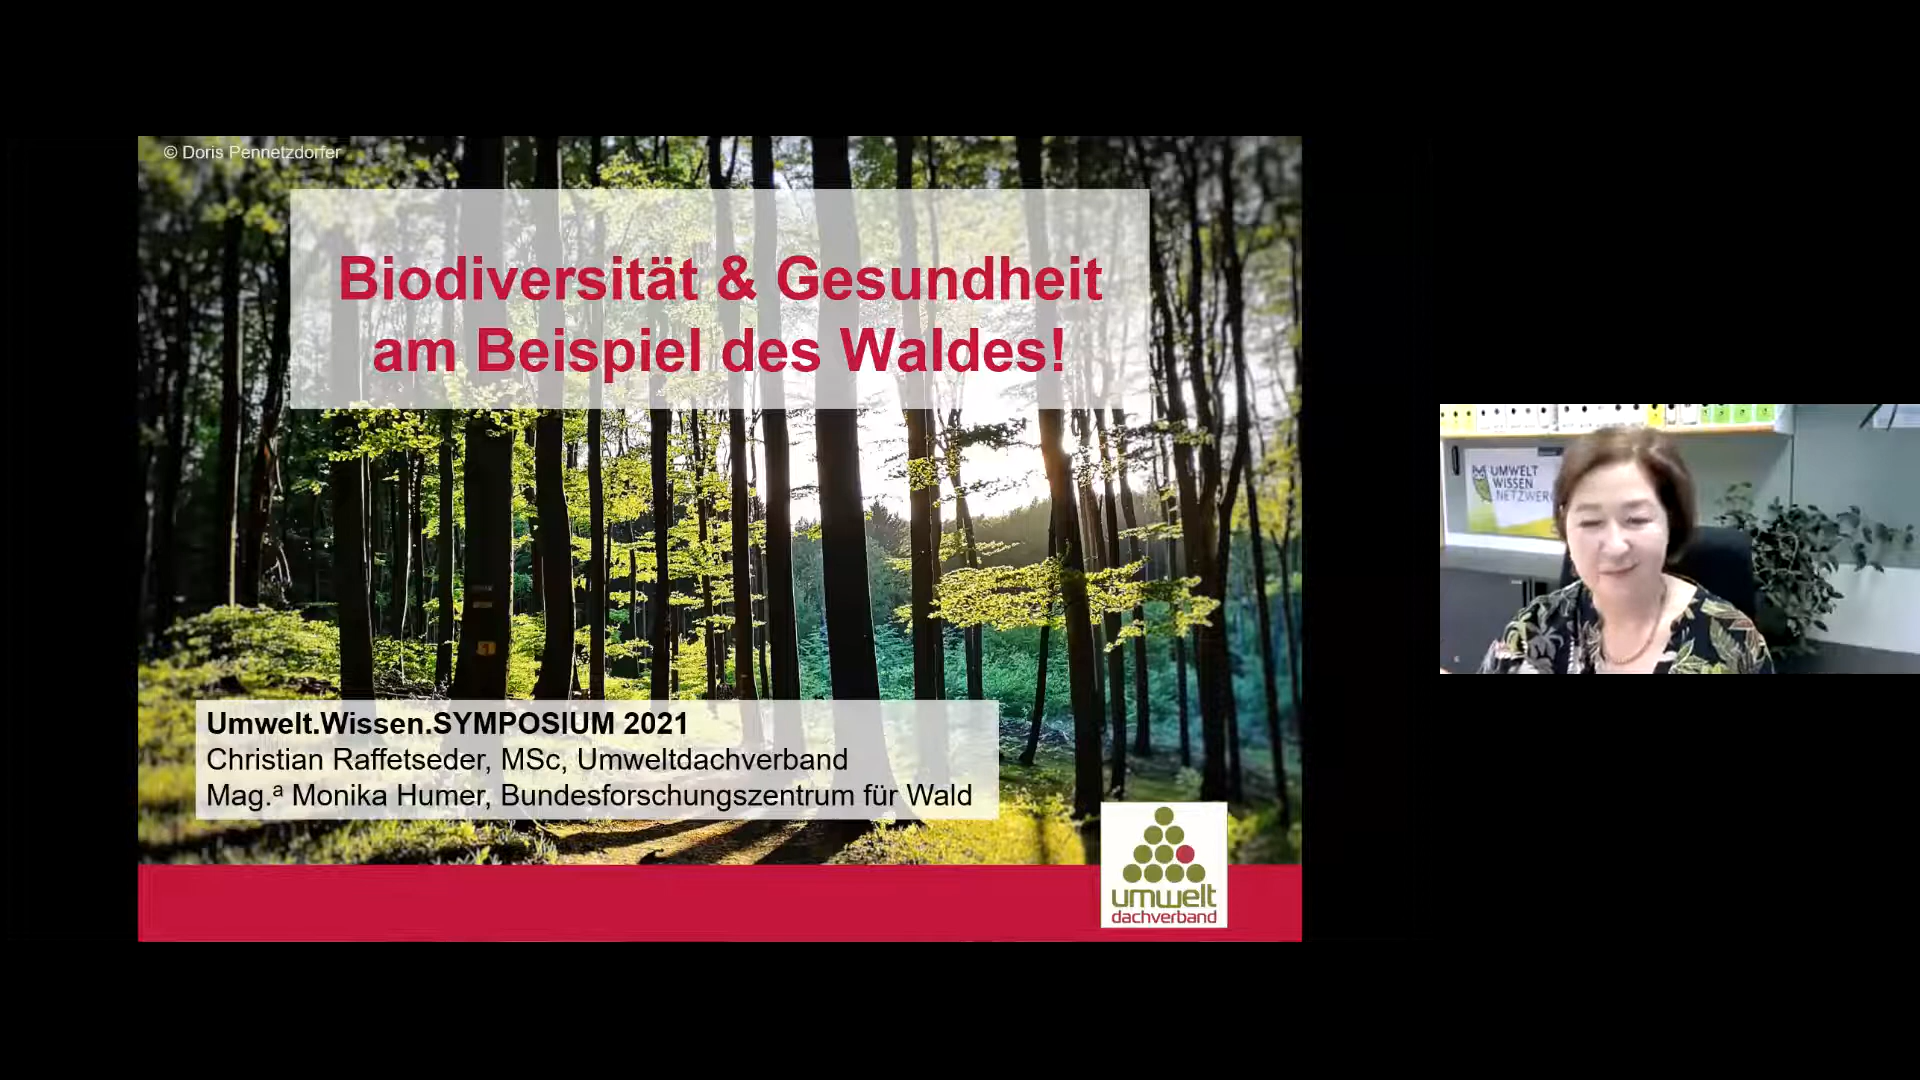 © Doris Pennetzdorfer
Biodiversität & Gesundheit
am Beispiel des Waldes!
Umwelt.Wissen.SYMPOSIUM 2021
Christian Raffetseder, MSc, Umweltdachverband
Mag.ª Monika Humer, Bundesforschungszentrum für Wald
umwelt
dachverband
UMWELT
WISSEN
NETZWERK